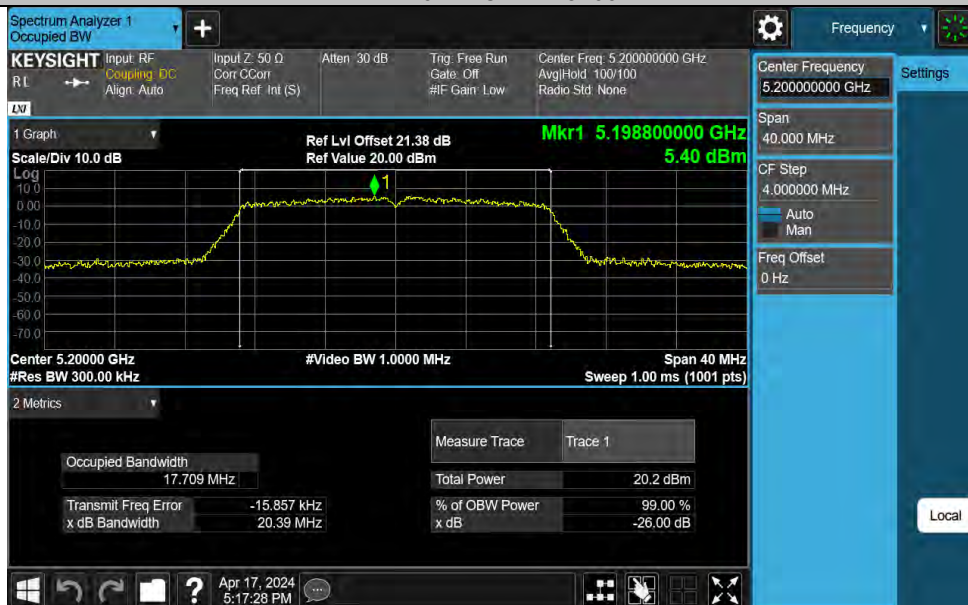 Spectrum Analyzer 1
Occupied BW
Frequency
KEYSIGHT
RL
LXI
Input: RF
Coupling: DC
Align: Auto
Input Z: 50 Ω
Corr CCorr
Freq Ref: Int (S)
Atten: 30 dB
Trig: Free Run
Gate: Off
#IF Gain: Low
Center Freq: 5.200000000 GHz
Avg|Hold: 100/100
Radio Std: None
Center Frequency
5.200000000 GHz
Settings
Span
40.000 MHz
CF Step
4.000000 MHz
Auto
Man
Freq Offset
0 Hz
Local
1 Graph
Scale/Div 10.0 dB
Ref Lvl Offset 21.38 dB
Ref Value 20.00 dBm
Mkr1 5.198800000 GHz
5.40 dBm
Log
10.0
0.00
-10.0
-20.0
-30.0
-40.0
-50.0
-60.0
-70.0
1
Center 5.20000 GHz
#Res BW 300.00 kHz
#Video BW 1.0000 MHz
Span 40 MHz
Sweep 1.00 ms (1001 pts)
2 Metrics
Measure Trace Trace 1
Occupied Bandwidth
17.709 MHz
Total Power 20.2 dBm
Transmit Freq Error -15.857 kHz
% of OBW Power 99.00 %
x dB Bandwidth 20.39 MHz
x dB -26.00 dB
Apr 17, 2024
5:17:28 PM